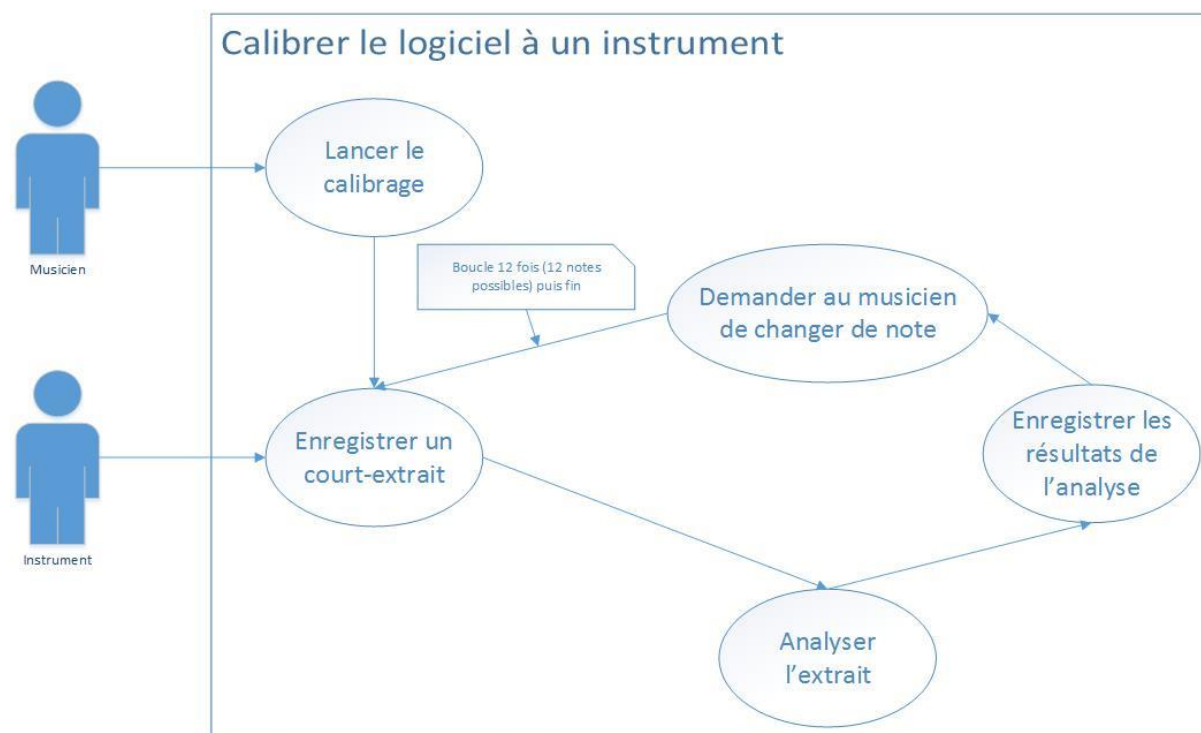 Calibrer le logiciel à un instrument
Lancer le
calibrage
Musicien
Boucle 12 fois (12 notes
possibles) puis fin
Demander au musicien
de changer de note
Enregistrer un
court-extrait
Enregistrer les
résultats de
l’analyse
Instrument
Analyser
l’extrait